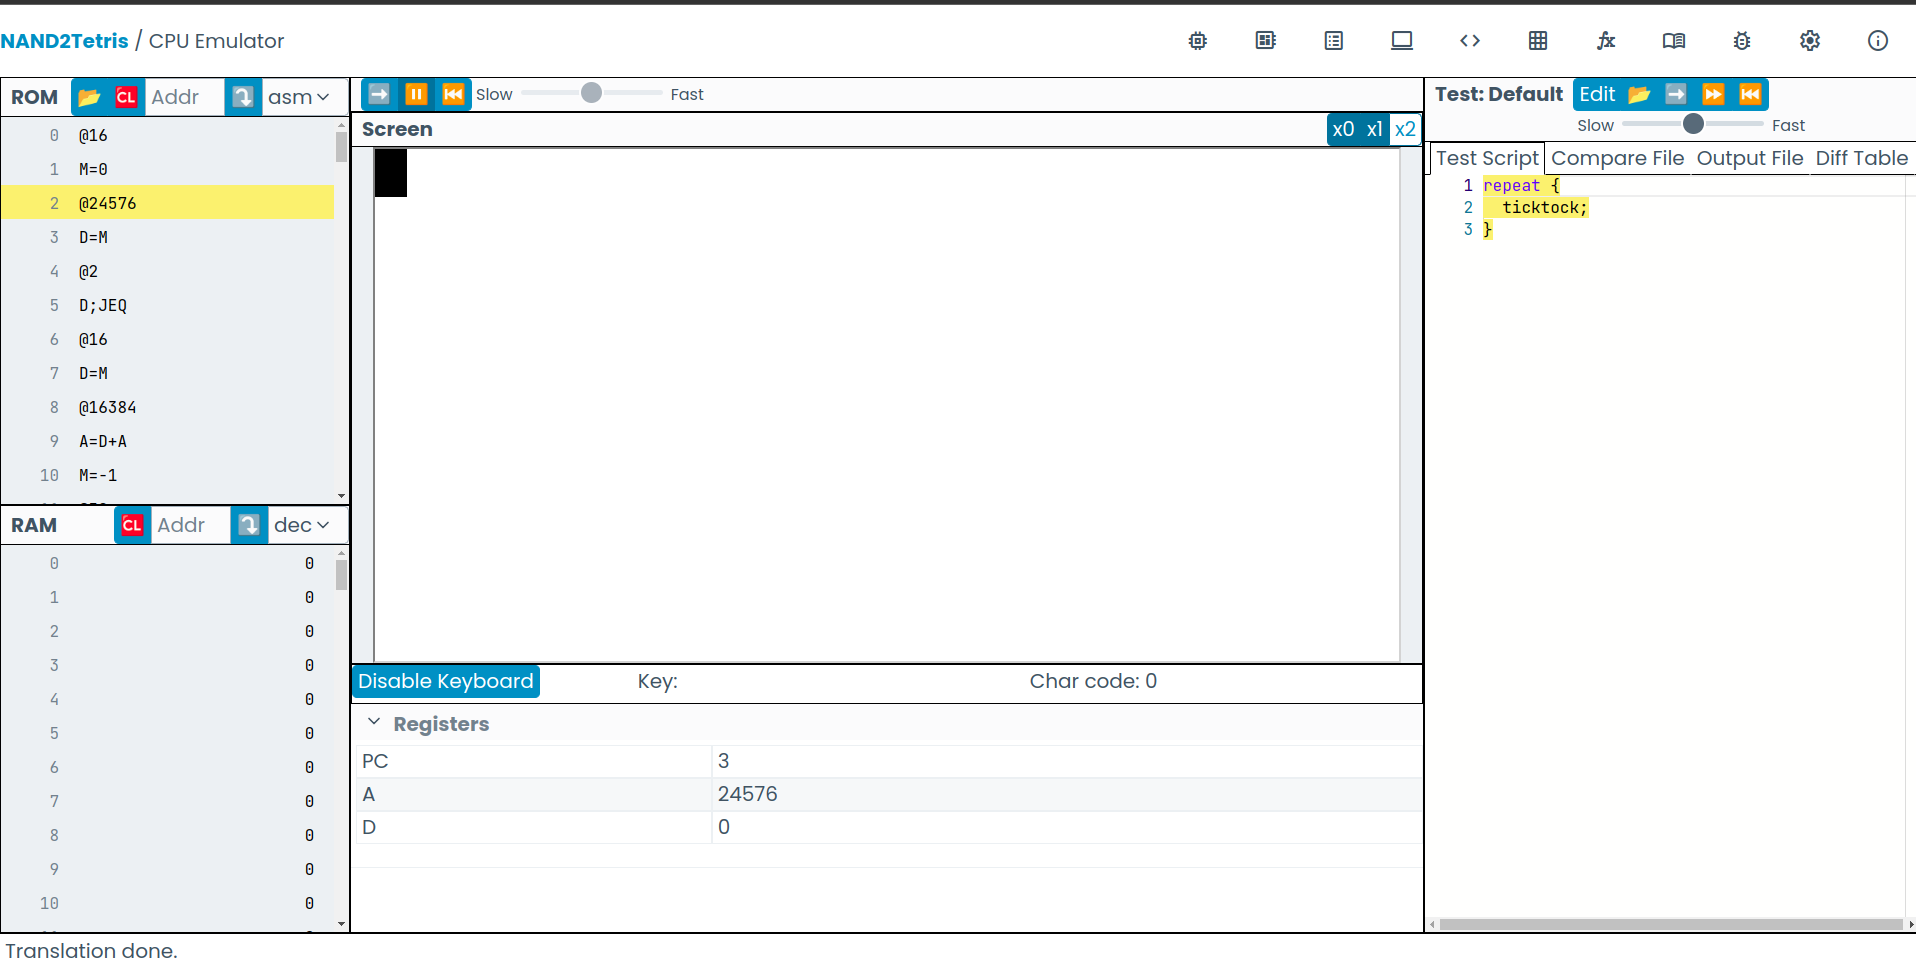 NAND2Tetris / CPU Emulator
ROM CL Addr asm
0 @16
1 M=0
2 @24576
3 D=M
4 @2
5 D;JEQ
6 @16
7 D=M
8 @16384
9 A=D+A
10 M=-1
RAM CL Addr dec
0 0
1 0
2 0
3 0
4 0
5 0
6 0
7 0
8 0
9 0
10 0
Slow Fast
Screen x0 x1 x2
Disable Keyboard Key: Char code: 0
Registers
PC 3
A 24576
D 0
Test: Default Edit
Slow Fast
Test Script Compare File Output File Diff Table
1 repeat {
2 ticktock;
3 }
Translation done.